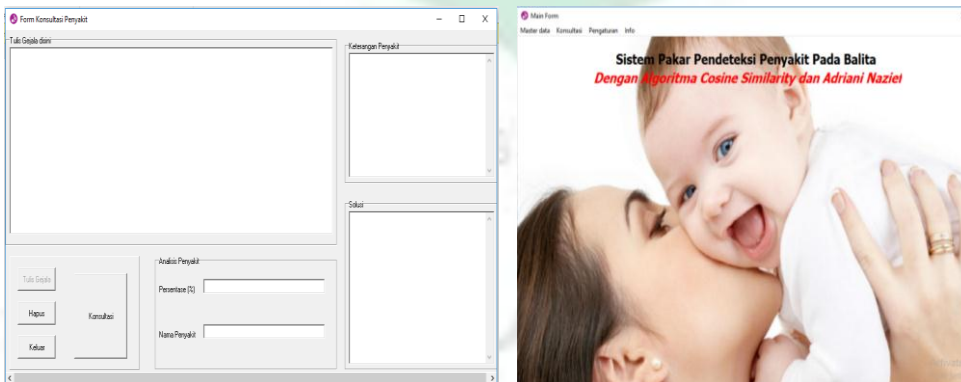 Form Konsultasi Penyakit
Tulis Gejala disini
Keterangan Penyakit
Solusi
Tulis Gejala
Hapus
Keluar
Konsultasi
Analisis Penyakit
Persentase (%)
Nama Penyakit
Main Form
Master data Konsultasi Pengaturan Info
Sistem Pakar Pendeteksi Penyakit Pada Balita
Dengan Algoritma Cosine Similarity dan Adriani Nazief